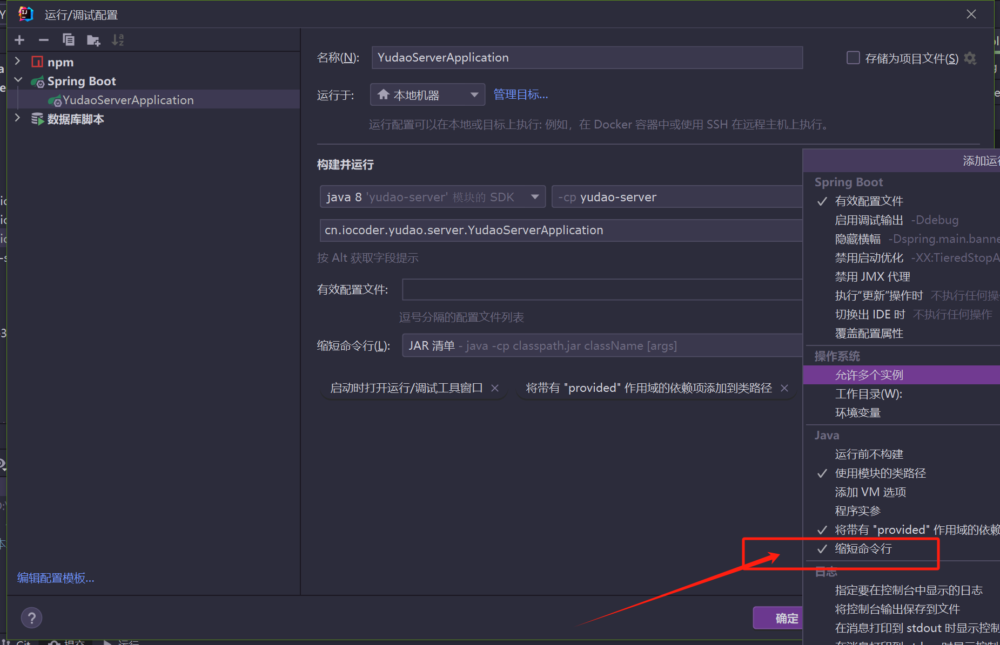 运行/调试配置
npm
Spring Boot
YudaoServerApplication
数据库脚本
编辑配置模板...
名称(N):
YudaoServerApplication
存储为项目文件(S)
运行于:
本地机器
管理目标...
运行配置可以在本地或目标上执行: 例如，在 Docker 容器中或使用 SSH 在远程主机上执行。
构建并运行
java 8 'yudao-server' 模块的 SDK
-cp yudao-server
cn.iocoder.yudao.server.YudaoServerApplication
按 Alt 获取字段提示
有效配置文件:
逗号分隔的配置文件列表
缩短命令行(L):
JAR 清单 - java -cp classpath.jar className [args]
启动时打开运行/调试工具窗口
将带有 "provided" 作用域的依赖项添加到类路径
确定
?
添加运行
Spring Boot
有效配置文件
启用调试输出 -Ddebug
隐藏横幅 -Dspring.main.banne
禁用启动优化 -XX:TieredStopA
禁用 JMX 代理
执行“更新”操作时 不执行任何操
切换出 IDE 时 不执行任何操作
覆盖配置属性
操作系统
允许多个实例
工作目录(W):
环境变量
Java
运行前不构建
使用模块的类路径
添加 VM 选项
程序实参
将带有 "provided" 作用域的依赖
缩短命令行
日志
指定要在控制台中显示的日志
将控制台输出保存到文件
在消息打印到 stdout 时显示控制
Git
提交
运行